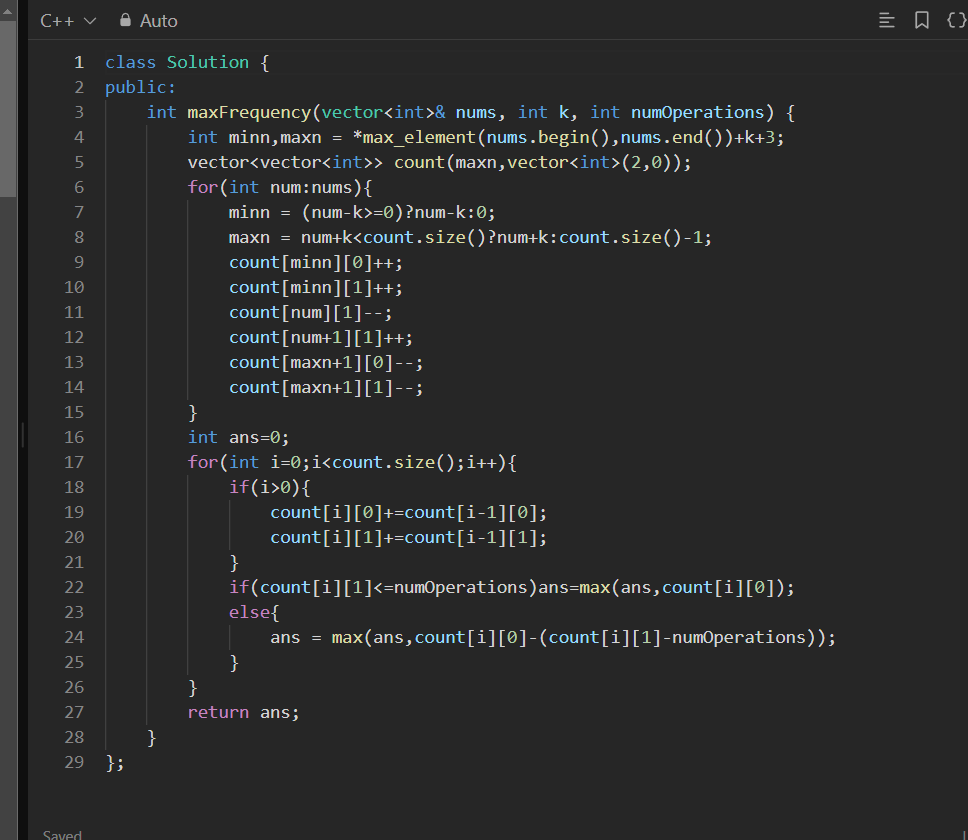 C++ Auto
1 class Solution {
2 public:
3     int maxFrequency(vector<int>& nums, int k, int numOperations) {
4         int minn,maxn = *max_element(nums.begin(),nums.end())+k+3;
5         vector<vector<int>> count(maxn,vector<int>(2,0));
6         for(int num:nums){
7             minn = (num-k>=0)?num-k:0;
8             maxn = num+k<count.size()?num+k:count.size()-1;
9             count[minn][0]++;
10             count[minn][1]++;
11             count[num][1]--;
12             count[num+1][1]++;
13             count[maxn+1][0]--;
14             count[maxn+1][1]--;
15         }
16         int ans=0;
17         for(int i=0;i<count.size();i++){
18             if(i>0){
19                 count[i][0]+=count[i-1][0];
20                 count[i][1]+=count[i-1][1];
21             }
22             if(count[i][1]<=numOperations)ans=max(ans,count[i][0]);
23             else{
24                 ans = max(ans,count[i][0]-(count[i][1]-numOperations));
25             }
26         }
27         return ans;
28     }
29 };
Saved